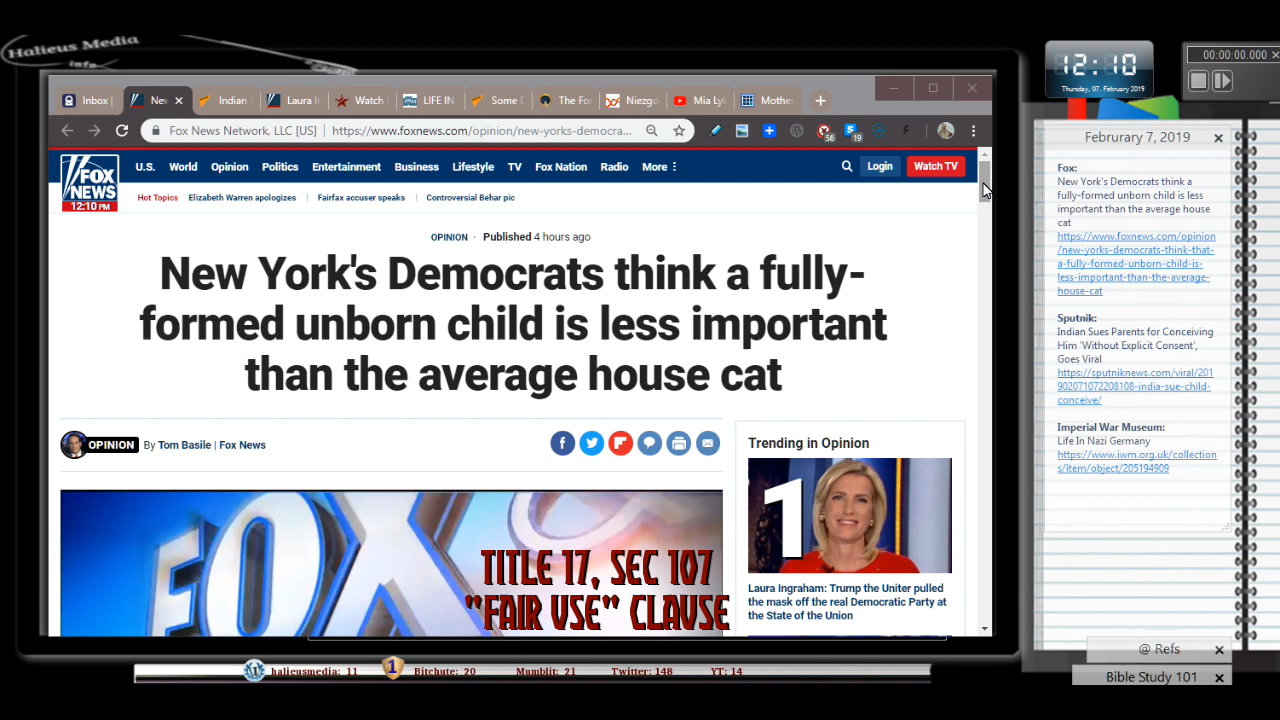 Halieus Media
info
Inbox |
New
Indian S
Laura I
Watch
LIFE IN
Some D
The Fo
Niezgo
Mia Ly
Mothe
Fox News Network, LLC [US] | https://www.foxnews.com/opinion/new-yorks-democra...
56
19
FOX
NEWS
12:10 PM
U.S. World Opinion Politics Entertainment Business Lifestyle TV Fox Nation Radio More
Login
Watch TV
Hot Topics Elizabeth Warren apologizes | Fairfax accuser speaks | Controversial Behar pic
OPINION · Published 4 hours ago
New York's Democrats think a fully-
formed unborn child is less important
than the average house cat
OPINION By Tom Basile | Fox News
FOX
TITLE 17, SEC 107
"FAIR USE" CLAUSE
Trending in Opinion
1
Laura Ingraham: Trump the Uniter pulled
the mask off the real Democratic Party at
the State of the Union
12:10
Thursday, 07. February 2019
00:00:00.000
Februrary 7, 2019
Fox:
New York's Democrats think a
fully-formed unborn child is less
important than the average house
cat
https://www.foxnews.com/opinion
/new-yorks-democrats-think-that-
a-fully-formed-unborn-child-is-
less-important-than-the-average-
house-cat
Sputnik:
Indian Sues Parents for Conceiving
Him 'Without Explicit Consent',
Goes Viral
https://sputniknews.com/viral/201
902071072208108-india-sue-child-
conceive/
Imperial War Museum:
Life In Nazi Germany
https://www.iwm.org.uk/collection
s/item/object/205194909
@ Refs
Bible Study 101
halieusmedia: 11
1
Bitchute: 20
Mumblit: 21
Twitter: 148
YT: 14